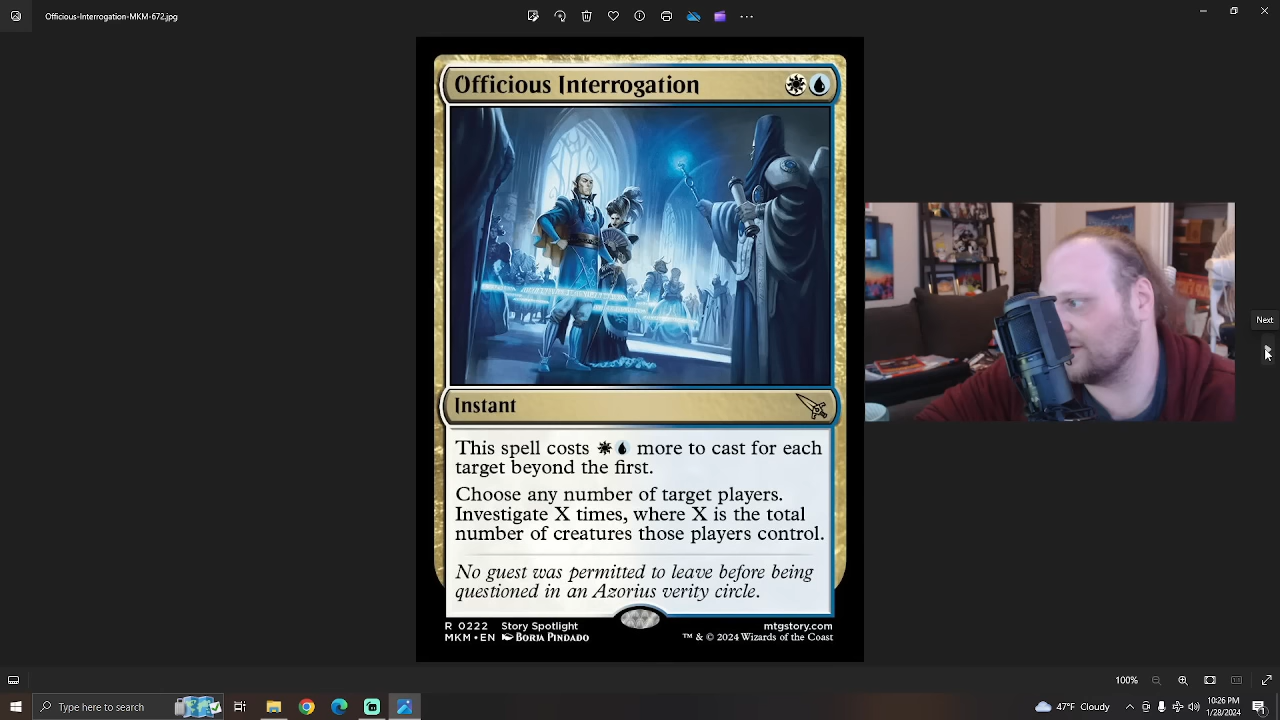 Officious-Interrogation-MKM-672.jpg
Officious Interrogation
Instant
This spell costs more to cast for each
target beyond the first.
Choose any number of target players.
Investigate X times, where X is the total
number of creatures those players control.
No guest was permitted to leave before being
questioned in an Azorius verity circle.
R 0222 Story Spotlight
MKM • EN Borja Pindado
mtgstory.com
™ & © 2024 Wizards of the Coast
Next
100%
Type here to search
47°F Cloudy
10:26 PM
1/28/2024